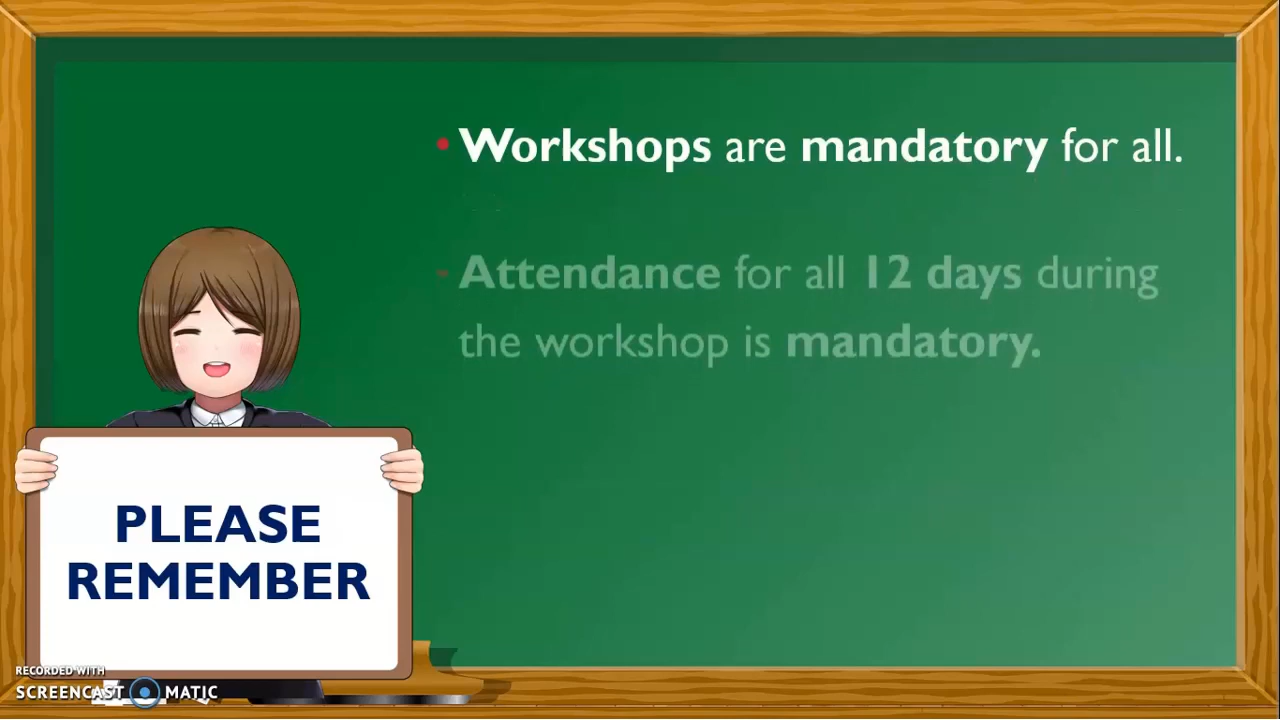 • Workshops are mandatory for all.
• Attendance for all 12 days during
the workshop is mandatory.
PLEASE
REMEMBER
RECORDED WITH
SCREENCAST MATIC